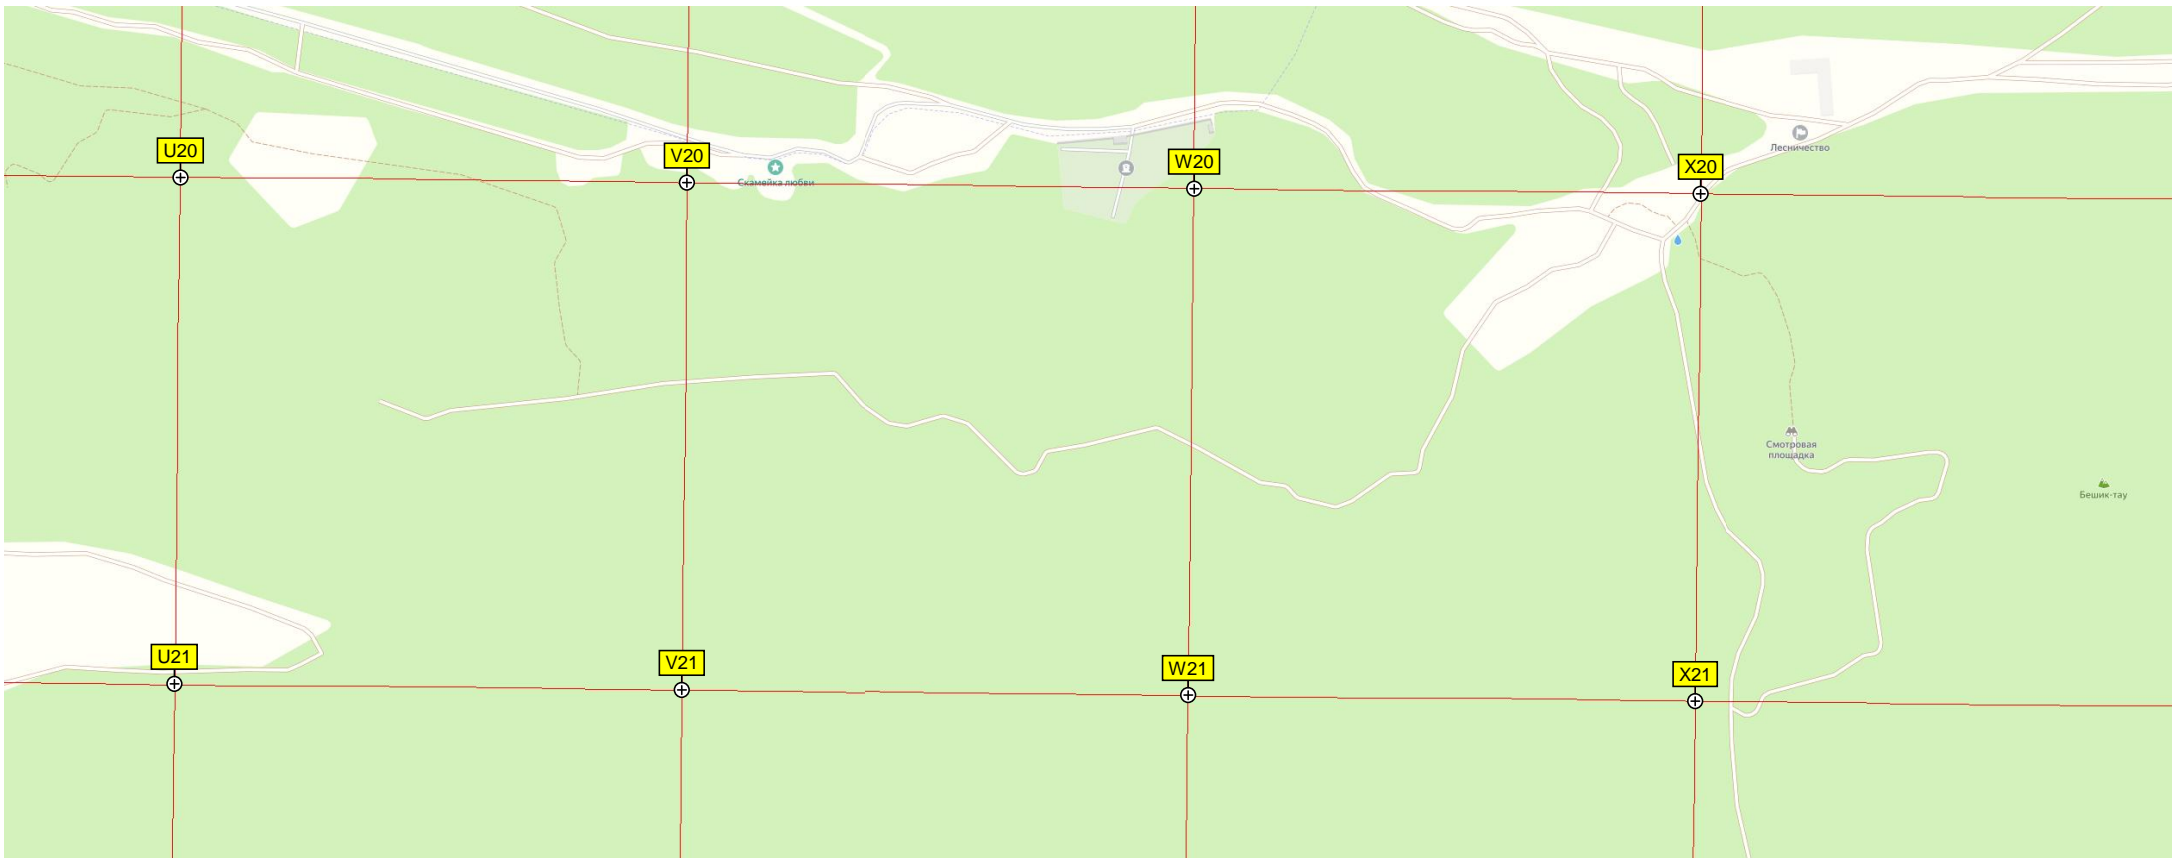 Лесничество
U20
V20
W20
X20
Скамейка любви
Смотровая
площадка
Бешик-тау
U21
V21
W21
X21